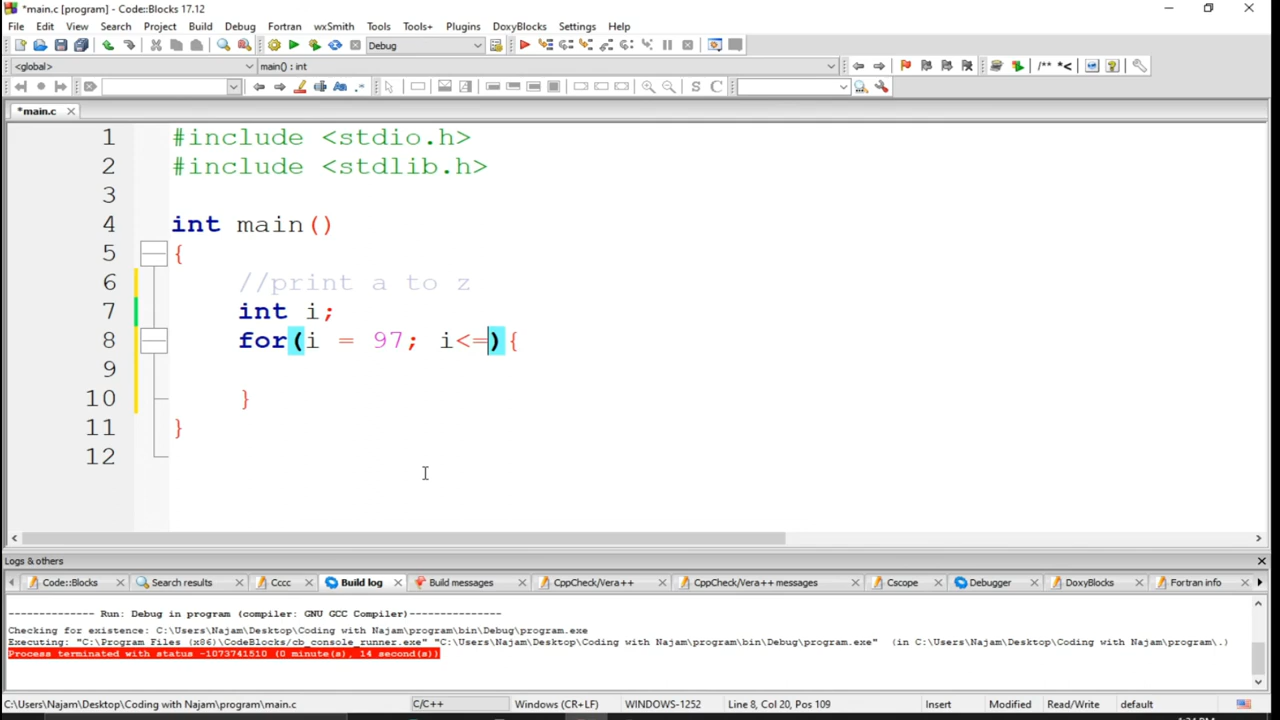 *main.c [program] - Code::Blocks 17.12
File Edit View Search Project Build Debug Fortran wxSmith Tools Tools+ Plugins DoxyBlocks Settings Help
Debug
<global> main() : int /** *<
Aa .* S C
*main.c
1 #include <stdio.h>
2 #include <stdlib.h>
3
4 int main()
5 {
6 //print a to z
7 int i;
8 for(i = 97; i<=){
9
10 }
11 }
12
Logs & others
Code::Blocks Search results Cccc Build log Build messages CppCheck/Vera++ CppCheck/Vera++ messages Cscope Debugger DoxyBlocks Fortran info
-------------- Run: Debug in program (compiler: GNU GCC Compiler)---------------
Checking for existence: C:\Users\Najam\Desktop\Coding with Najam\program\bin\Debug\program.exe
Executing: "C:\Program Files (x86)\CodeBlocks/cb_console_runner.exe" "C:\Users\Najam\Desktop\Coding with Najam\program\bin\Debug\program.exe" (in C:\Users\Najam\Desktop\Coding with Najam\program\.)
Process terminated with status -1073741510 (0 minute(s), 14 second(s))
C:\Users\Najam\Desktop\Coding with Najam\program\main.c C/C++ Windows (CR+LF) WINDOWS-1252 Line 8, Col 20, Pos 109 Insert Modified Read/Write default